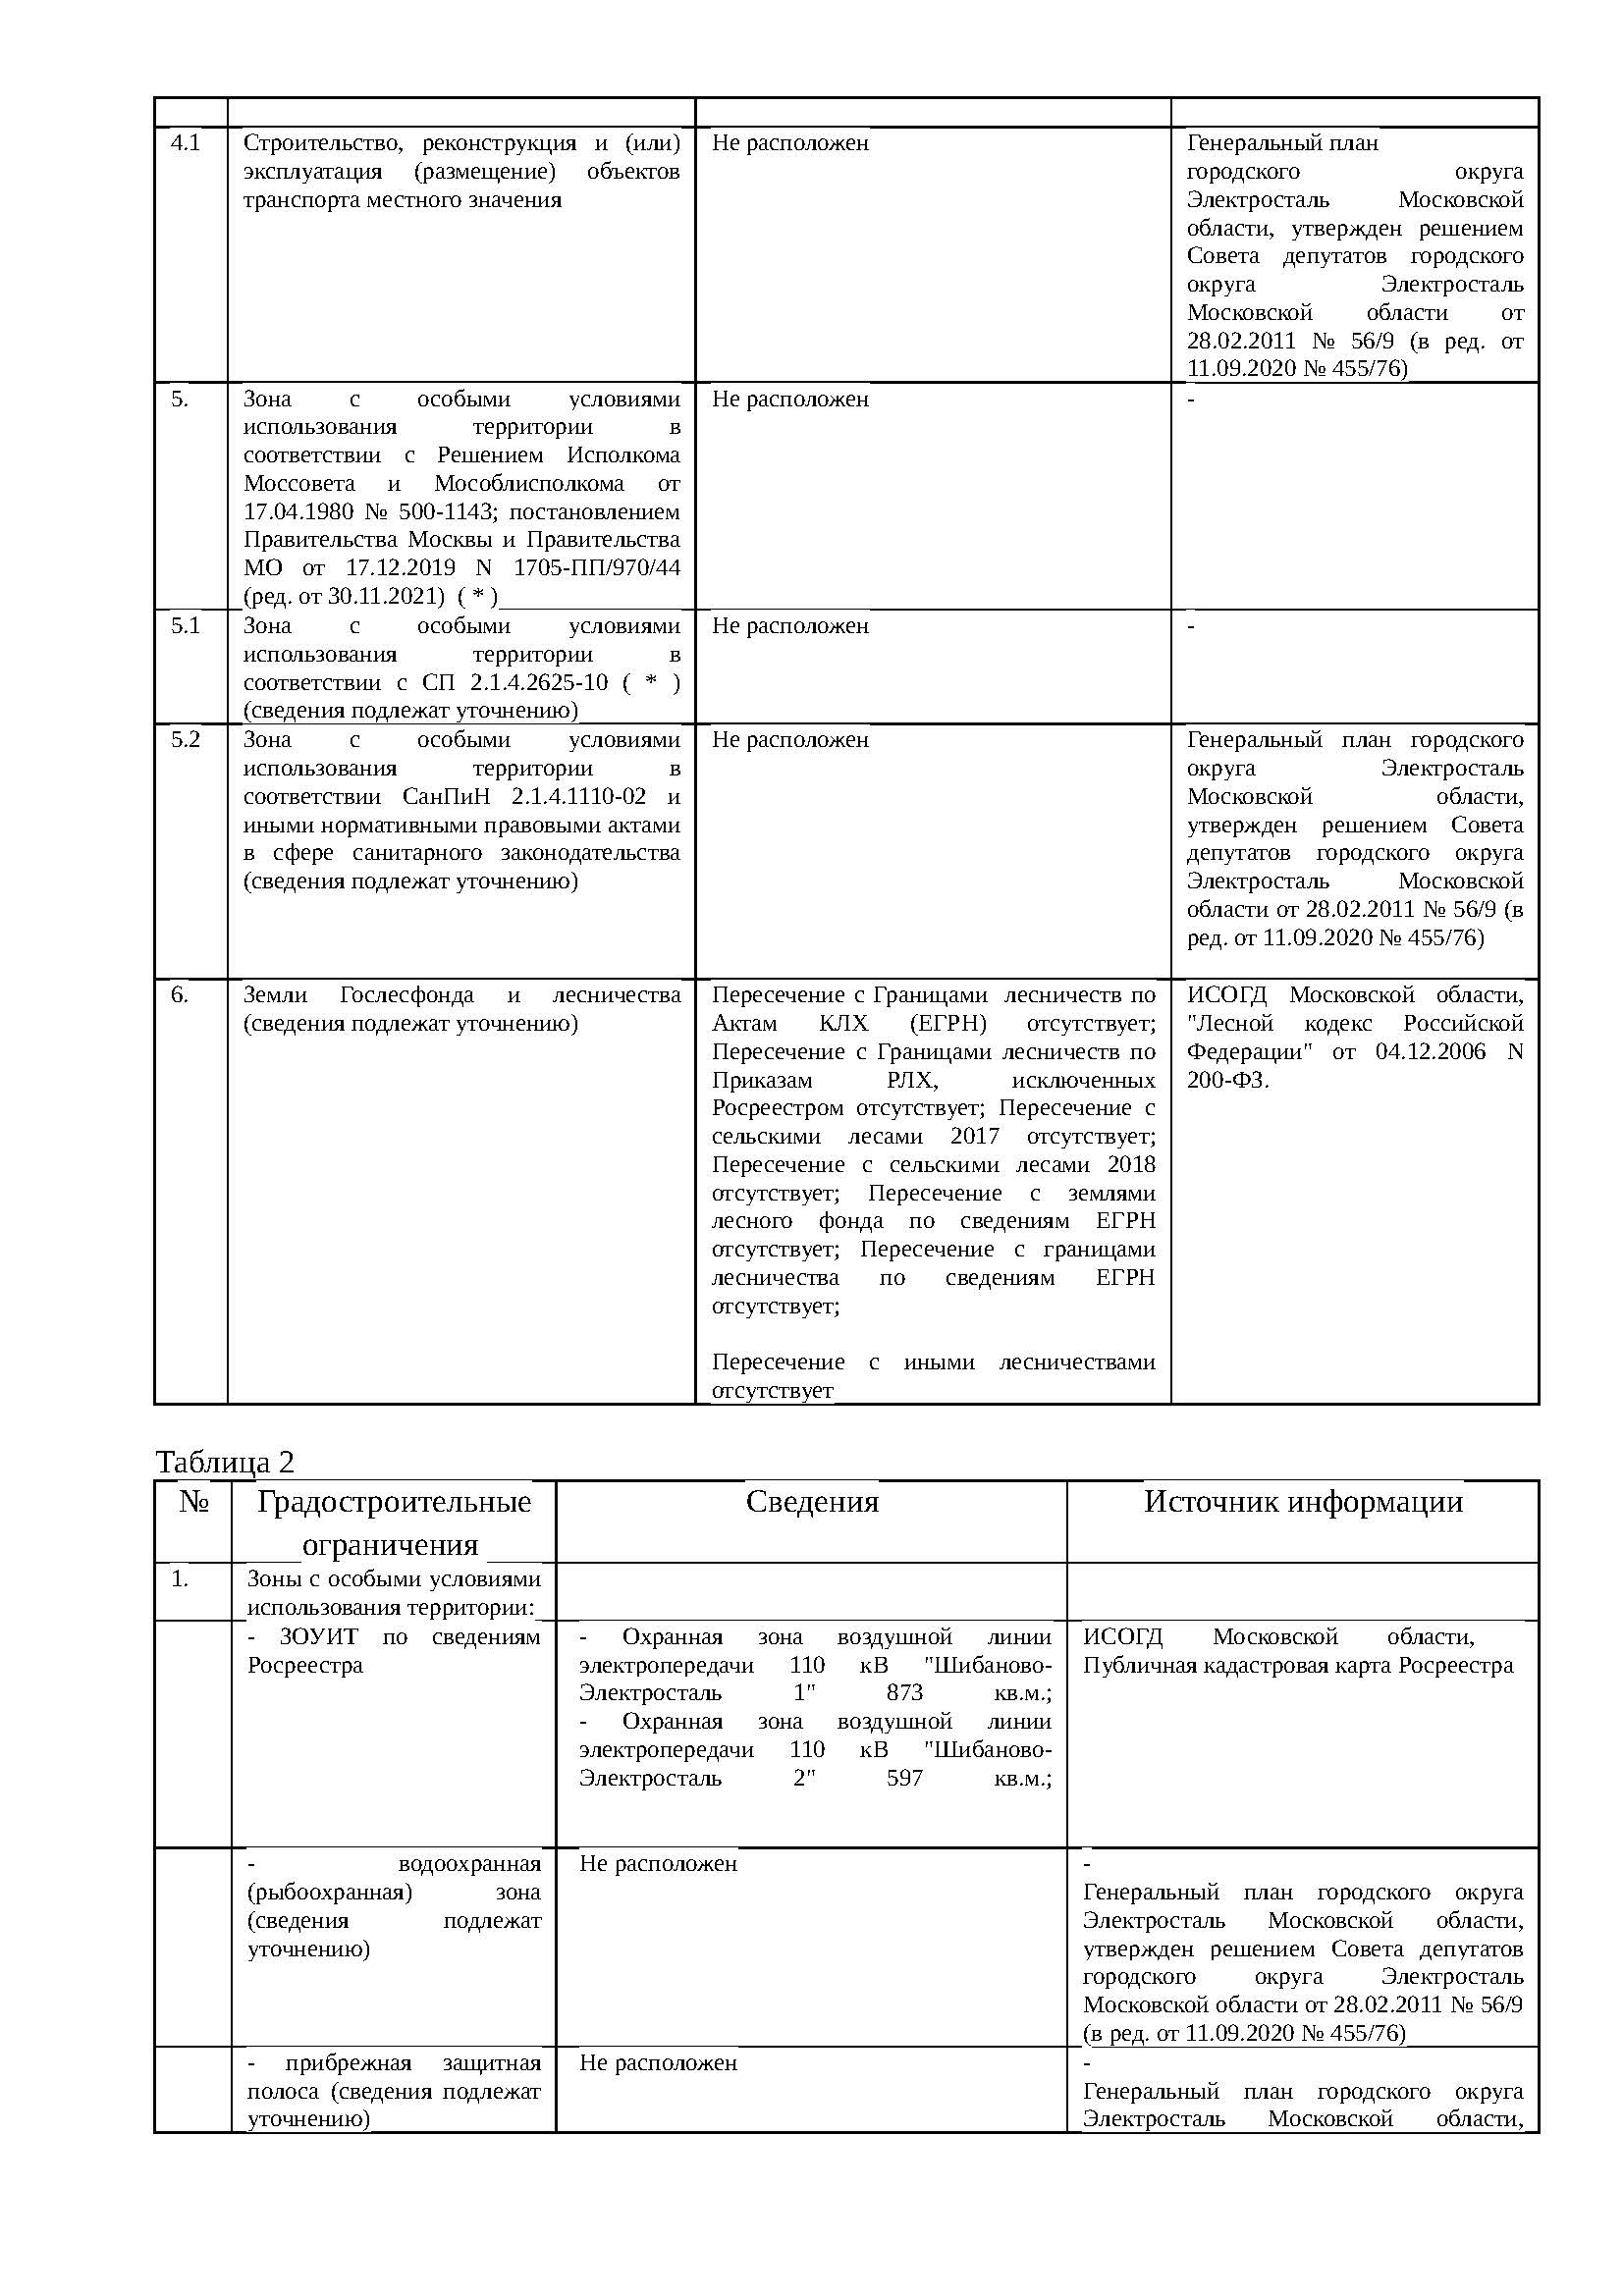 4.1
Строительство, реконструкция и (или)
эксплуатация (размещение) объектов
транспорта местного значения
Не расположен
Генеральный план
городского округа
Электросталь Московской
области, утвержден решением
Совета депутатов городского
округа Электросталь
Московской области от
28.02.2011 № 56/9 (в ред. от
11.09.2020 № 455/76)
5.
Зона с особыми условиями
использования территории в
соответствии с Решением Исполкома
Моссовета и Мособлисполкома от
17.04.1980 № 500-1143; постановлением
Правительства Москвы и Правительства
МО от 17.12.2019 N 1705-ПП/970/44
(ред. от 30.11.2021) ( * )
Не расположен
-
5.1
Зона с особыми условиями
использования территории в
соответствии с СП 2.1.4.2625-10 ( * )
(сведения подлежат уточнению)
Не расположен
-
5.2
Зона с особыми условиями
использования территории в
соответствии СанПиН 2.1.4.1110-02 и
иными нормативными правовыми актами
в сфере санитарного законодательства
(сведения подлежат уточнению)
Не расположен
Генеральный план городского
округа Электросталь
Московской области,
утвержден решением Совета
депутатов городского округа
Электросталь Московской
области от 28.02.2011 № 56/9 (в
ред. от 11.09.2020 № 455/76)
6.
Земли Гослесфонда и лесничества
(сведения подлежат уточнению)
Пересечение с Границами лесничеств по
Актам КЛХ (ЕГРН) отсутствует;
Пересечение с Границами лесничеств по
Приказам РЛХ, исключенных
Росреестром отсутствует; Пересечение с
сельскими лесами 2017 отсутствует;
Пересечение с сельскими лесами 2018
отсутствует; Пересечение с землями
лесного фонда по сведениям ЕГРН
отсутствует; Пересечение с границами
лесничества по сведениям ЕГРН
отсутствует;
Пересечение с иными лесничествами
отсутствует
ИСОГД Московской области,
"Лесной кодекс Российской
Федерации" от 04.12.2006 N
200-ФЗ.
Таблица 2
№
Градостроительные
ограничения
Сведения
Источник информации
1.
Зоны с особыми условиями
использования территории:
- ЗОУИТ по сведениям
Росреестра
- Охранная зона воздушной линии
электропередачи 110 кВ "Шибаново-
Электросталь 1" 873 кв.м.;
- Охранная зона воздушной линии
электропередачи 110 кВ "Шибаново-
Электросталь 2" 597 кв.м.;
ИСОГД Московской области,
Публичная кадастровая карта Росреестра
- водоохранная
(рыбоохранная) зона
(сведения подлежат
уточнению)
Не расположен
-
Генеральный план городского округа
Электросталь Московской области,
утвержден решением Совета депутатов
городского округа Электросталь
Московской области от 28.02.2011 № 56/9
(в ред. от 11.09.2020 № 455/76)
- прибрежная защитная
полоса (сведения подлежат
уточнению)
Не расположен
-
Генеральный план городского округа
Электросталь Московской области,